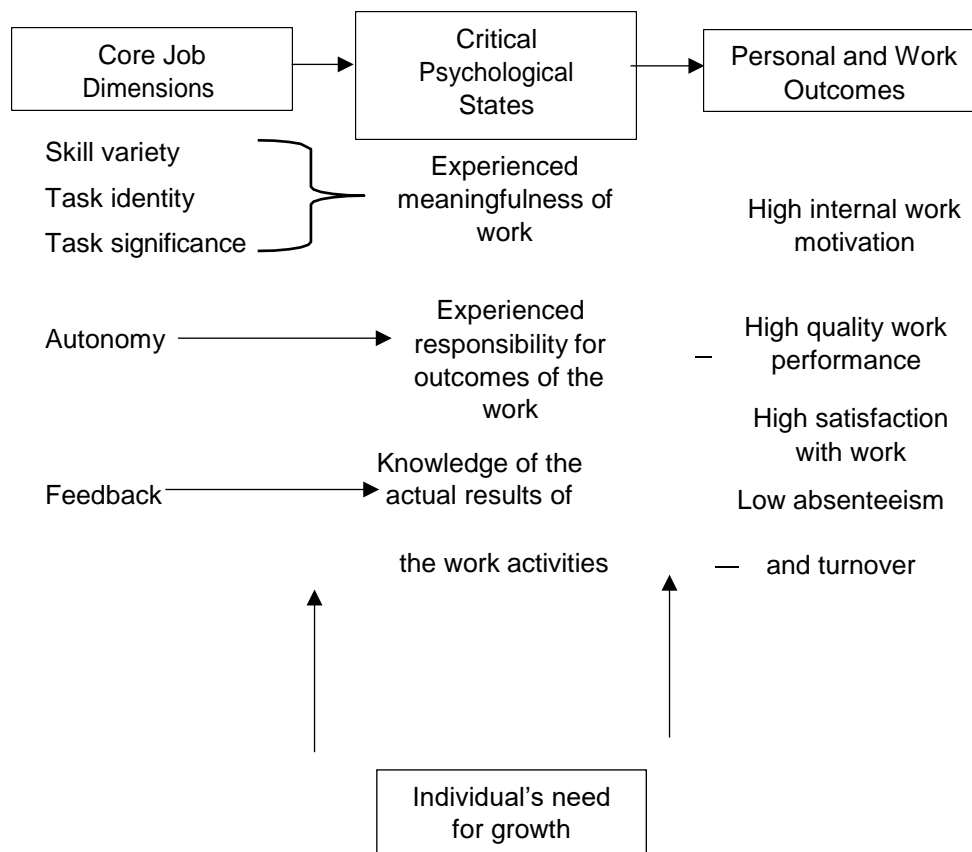 Core Job
Dimensions
Critical
Psychological
States
Personal and Work
Outcomes
Skill variety
Task identity
Task significance
Experienced
meaningfulness of
work
High internal work
motivation
Autonomy
Experienced
responsibility for
outcomes of the
work
High quality work
performance
High satisfaction
with work
Feedback
Knowledge of the
actual results of
the work activities
Low absenteeism
and turnover
Individual’s need
for growth